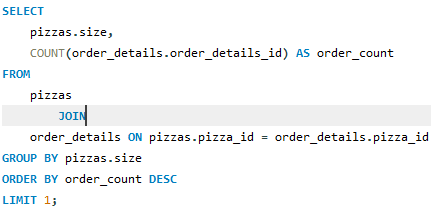 SELECT
    pizzas.size,
    COUNT(order_details.order_details_id) AS order_count
FROM
    pizzas
        JOIN
    order_details ON pizzas.pizza_id = order_details.pizza_id
GROUP BY pizzas.size
ORDER BY order_count DESC
LIMIT 1;